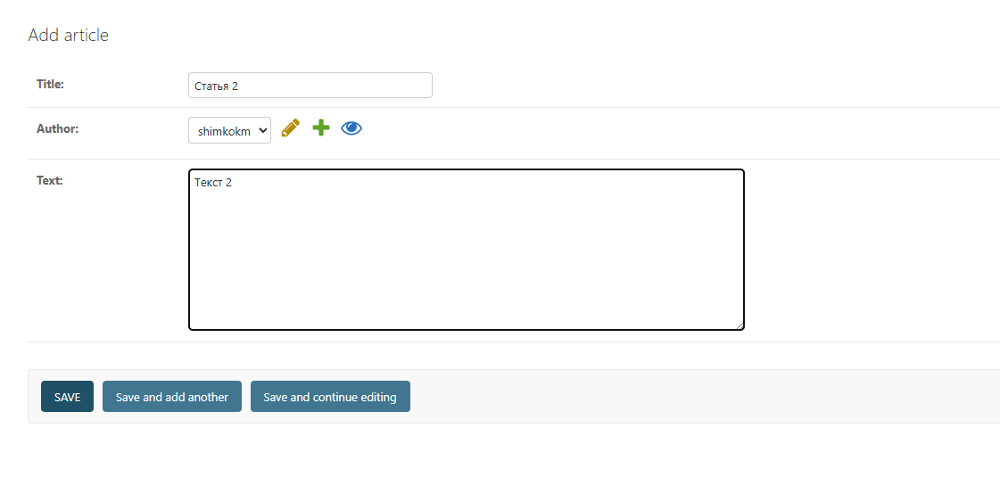 Add article
Title:
Статья 2
Author:
shimkokm
Text:
Текст 2
SAVE
Save and add another
Save and continue editing